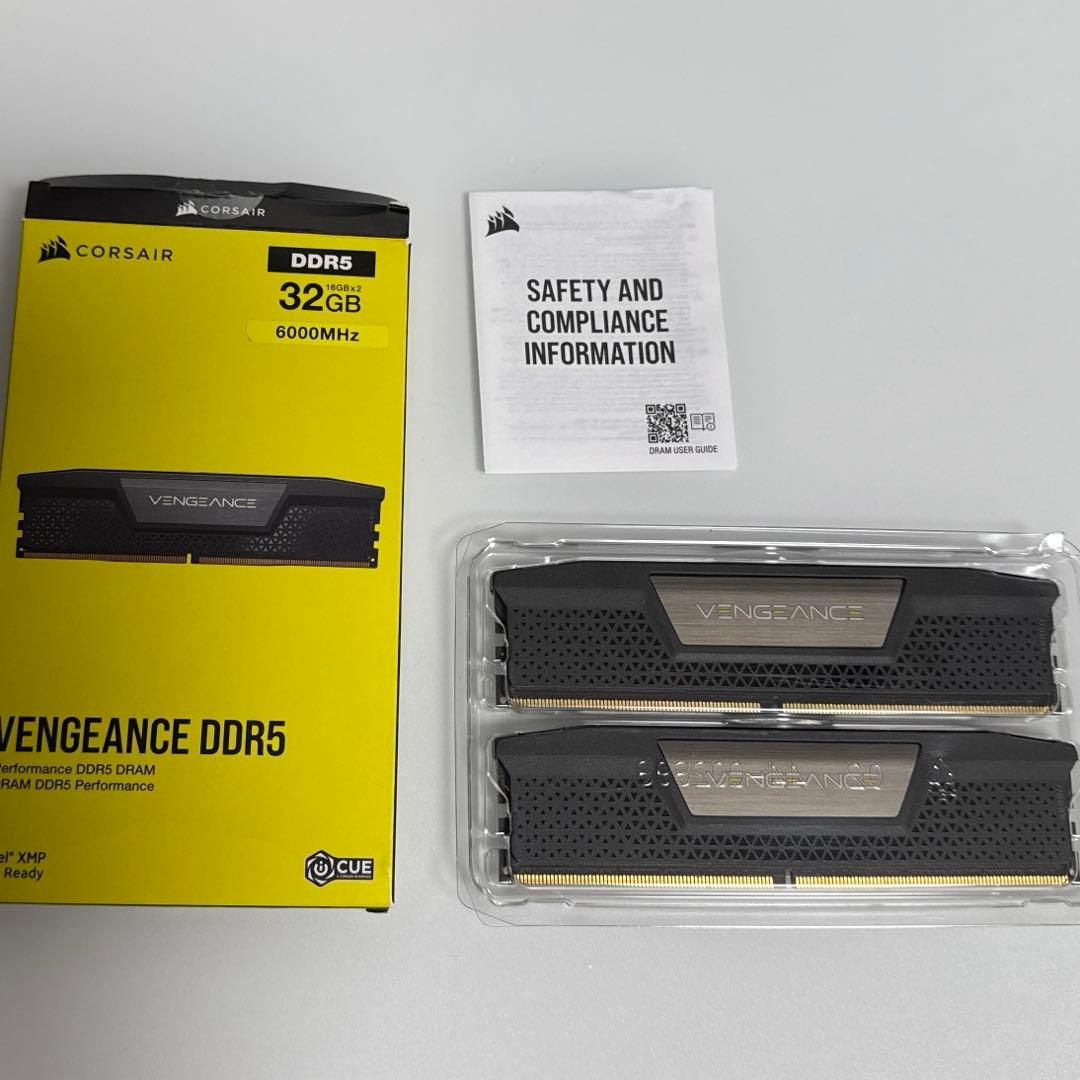 CORSAIR
CORSAIR
DDR5
16GBx2
32GB
6000MHz
VENGEANCE
VENGEANCE DDR5
Performance DDR5 DRAM
DRAM DDR5 Performance
XMP
Ready
CUE
SAFETY AND
COMPLIANCE
INFORMATION
DRAM USER GUIDE
VENGEANCE
VENGEANCE